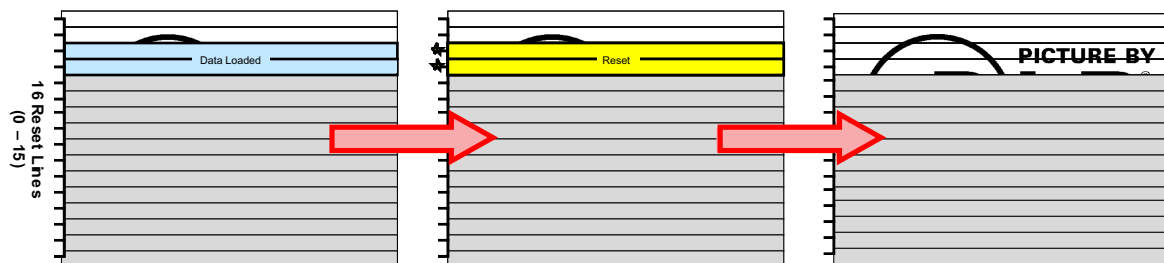 16 Reset Lines
(0 – 15)
Data Loaded
Reset
PICTURE BY